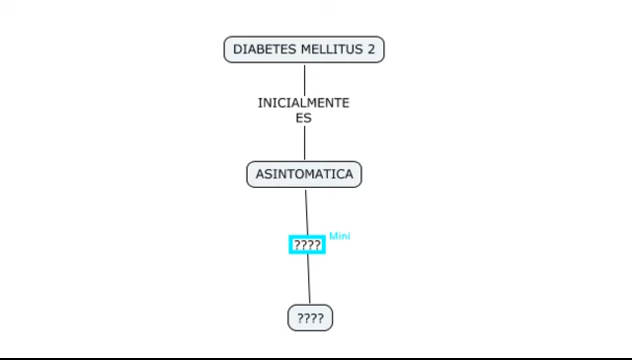 DIABETES MELLITUS 2
INICIALMENTE
ES
ASINTOMATICA
Mini
????
????